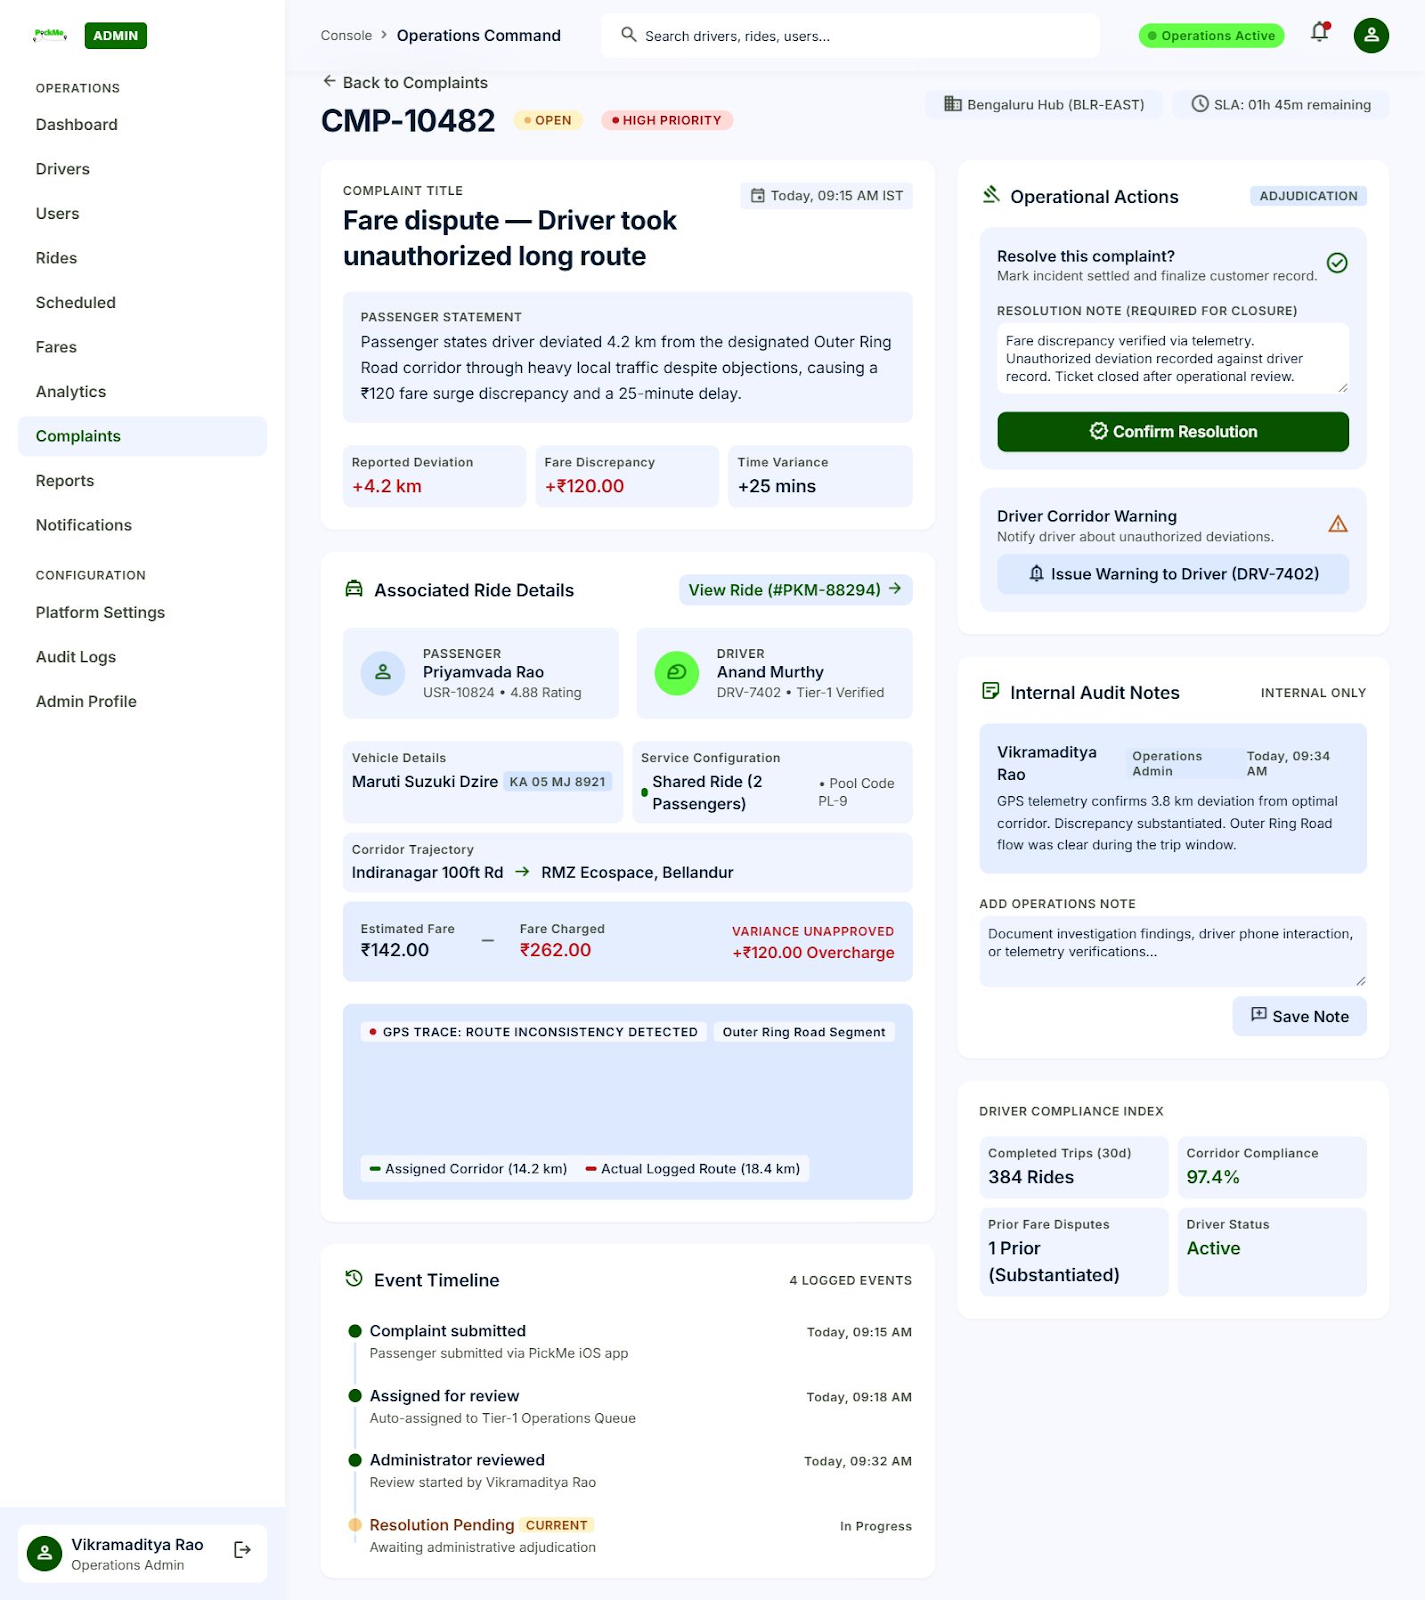 PickMe ADMIN
OPERATIONS
Dashboard
Drivers
Users
Rides
Scheduled
Fares
Analytics
Complaints
Reports
Notifications
CONFIGURATION
Platform Settings
Audit Logs
Admin Profile
Vikramaditya Rao
Operations Admin
Console > Operations Command
Search drivers, rides, users...
Operations Active
← Back to Complaints
CMP-10482
OPEN
HIGH PRIORITY
Bengaluru Hub (BLR-EAST)
SLA: 01h 45m remaining
COMPLAINT TITLE
Today, 09:15 AM IST
Fare dispute — Driver took
unauthorized long route
PASSENGER STATEMENT
Passenger states driver deviated 4.2 km from the designated Outer Ring
Road corridor through heavy local traffic despite objections, causing a
₹120 fare surge discrepancy and a 25-minute delay.
Reported Deviation
+4.2 km
Fare Discrepancy
+₹120.00
Time Variance
+25 mins
Associated Ride Details
View Ride (#PKM-88294) →
PASSENGER
Priyamvada Rao
USR-10824 • 4.88 Rating
DRIVER
Anand Murthy
DRV-7402 • Tier-1 Verified
Vehicle Details
Maruti Suzuki Dzire KA 05 MJ 8921
Service Configuration
Shared Ride (2
Passengers)
• Pool Code
PL-9
Corridor Trajectory
Indiranagar 100ft Rd → RMZ Ecospace, Bellandur
Estimated Fare
₹142.00
—
Fare Charged
₹262.00
VARIANCE UNAPPROVED
+₹120.00 Overcharge
GPS TRACE: ROUTE INCONSISTENCY DETECTED
Outer Ring Road Segment
Assigned Corridor (14.2 km)
Actual Logged Route (18.4 km)
Event Timeline
4 LOGGED EVENTS
Complaint submitted
Today, 09:15 AM
Passenger submitted via PickMe iOS app
Assigned for review
Today, 09:18 AM
Auto-assigned to Tier-1 Operations Queue
Administrator reviewed
Today, 09:32 AM
Review started by Vikramaditya Rao
Resolution Pending CURRENT
In Progress
Awaiting administrative adjudication
Operational Actions
ADJUDICATION
Resolve this complaint?
Mark incident settled and finalize customer record.
RESOLUTION NOTE (REQUIRED FOR CLOSURE)
Fare discrepancy verified via telemetry.
Unauthorized deviation recorded against driver
record. Ticket closed after operational review.
Confirm Resolution
Driver Corridor Warning
Notify driver about unauthorized deviations.
Issue Warning to Driver (DRV-7402)
Internal Audit Notes
INTERNAL ONLY
Vikramaditya
Rao
Operations
Admin
Today, 09:34
AM
GPS telemetry confirms 3.8 km deviation from optimal
corridor. Discrepancy substantiated. Outer Ring Road
flow was clear during the trip window.
ADD OPERATIONS NOTE
Document investigation findings, driver phone interaction,
or telemetry verifications...
Save Note
DRIVER COMPLIANCE INDEX
Completed Trips (30d)
384 Rides
Corridor Compliance
97.4%
Prior Fare Disputes
1 Prior
(Substantiated)
Driver Status
Active